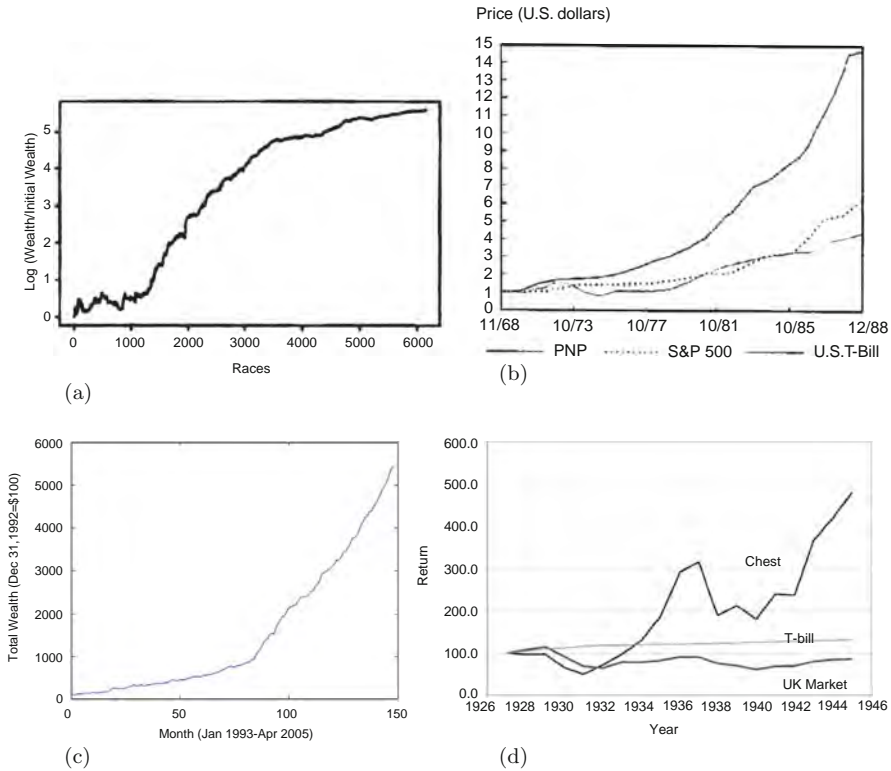 Log (Wealth/Initial Wealth)
5
4
3
2
1
0
0 1000 2000 3000 4000 5000 6000
Races
(a)
Price (U.S. dollars)
15
14
13
12
11
10
9
8
7
6
5
4
3
2
1
0
11/68 10/73 10/77 10/81 10/85 12/88
PNP S&P 500 U.S.T-Bill
(b)
Total Wealth (Dec 31,1992=$100)
6000
5000
4000
3000
2000
1000
0
0 50 100 150
Month (Jan 1993-Apr 2005)
(c)
Return
600.0
500.0
400.0
300.0
200.0
100.0
0.0
Chest
T-bill
UK Market
1926 1928 1930 1932 1934 1936 1938 1940 1942 1944 1946
Year
(d)